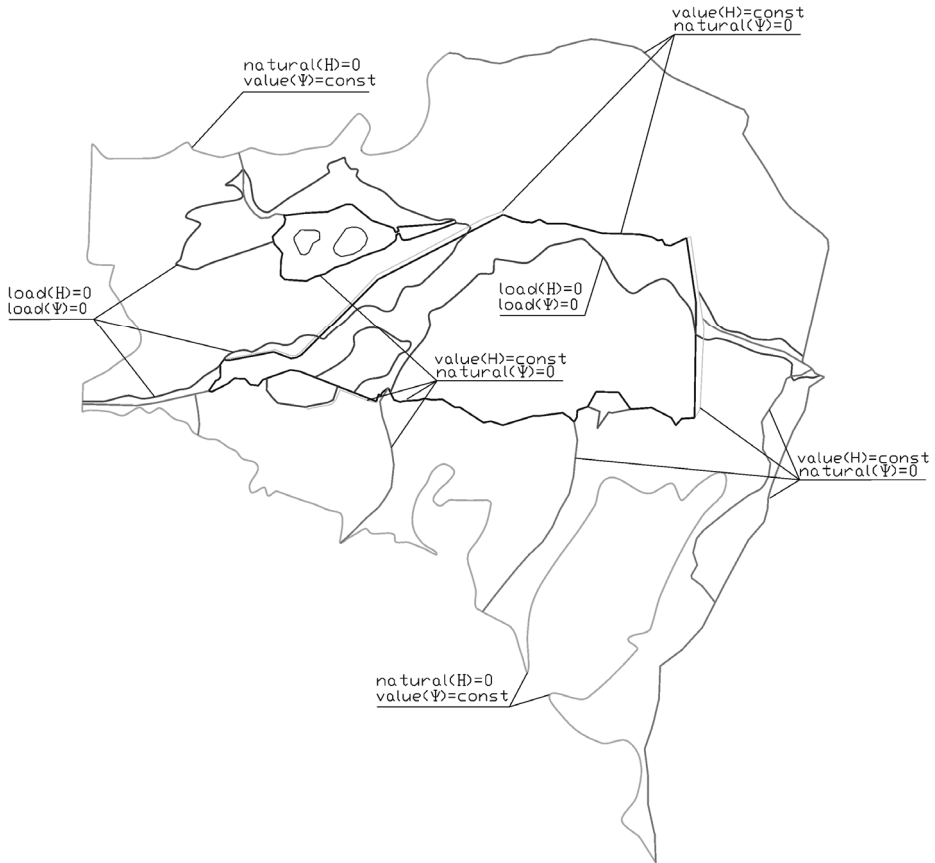 value(H)=const
natural(Ψ)=0
natural(H)=0
value(Ψ)=const
load(H)=0
load(Ψ)=0
load(H)=0
load(Ψ)=0
value(H)=const
natural(Ψ)=0
value(H)=const
natural(Ψ)=0
natural(H)=0
value(Ψ)=const